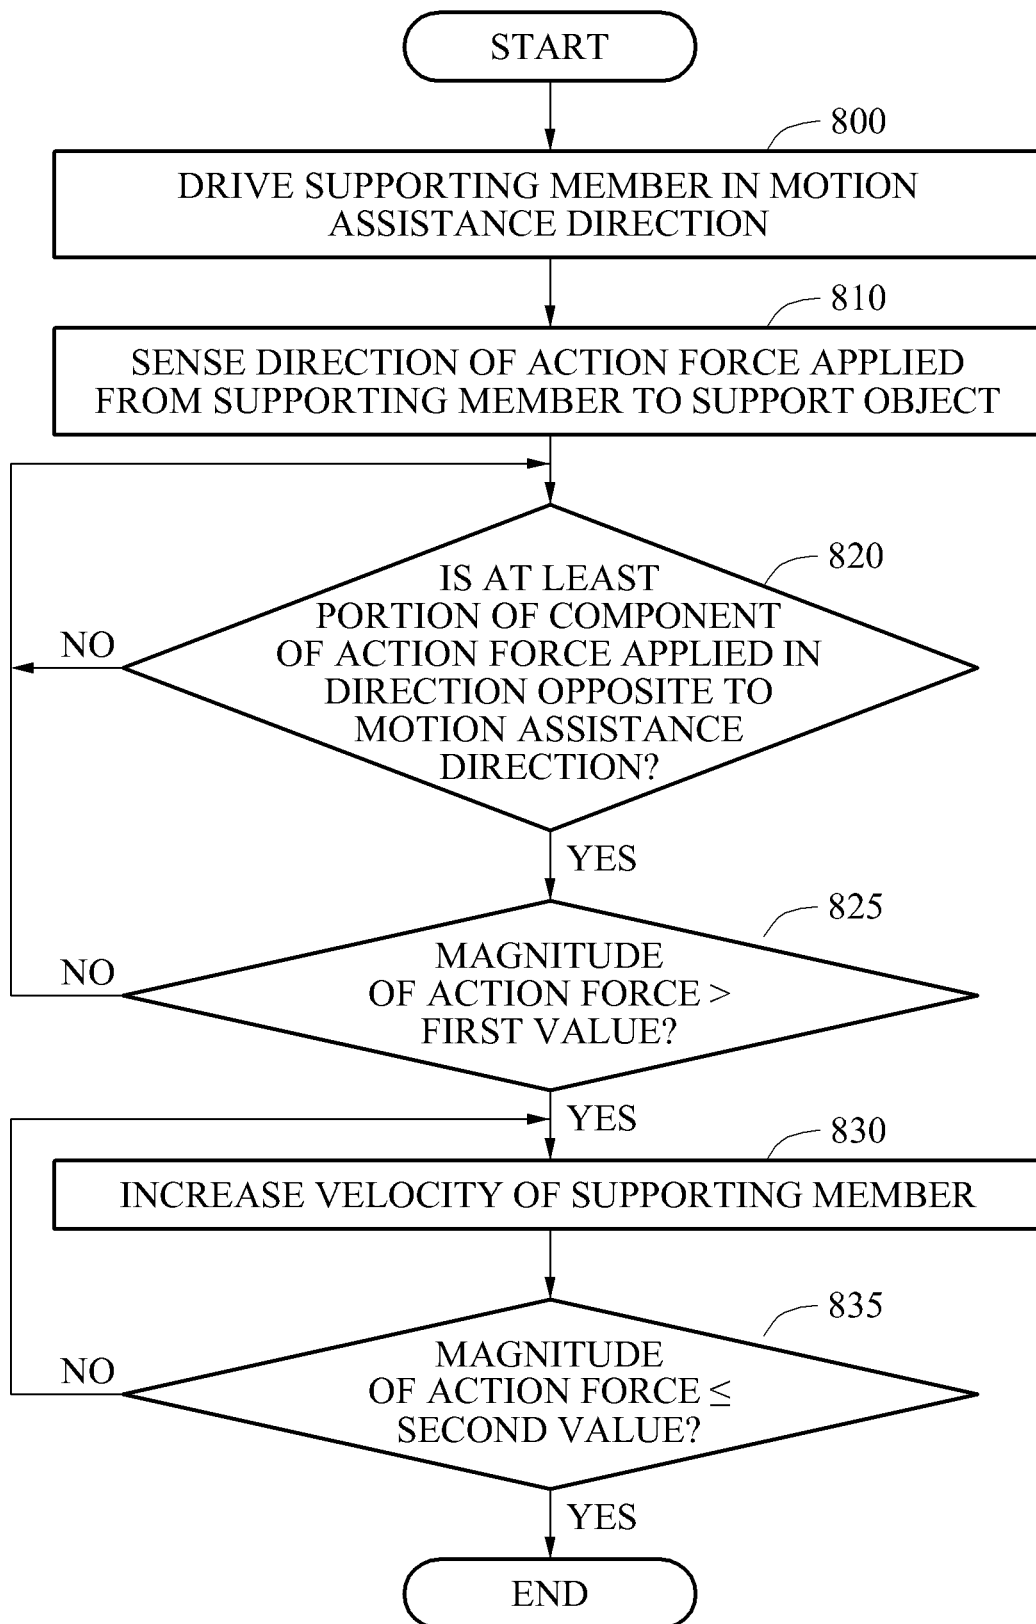 START
800
DRIVE SUPPORTING MEMBER IN MOTION
ASSISTANCE DIRECTION
810
SENSE DIRECTION OF ACTION FORCE APPLIED
FROM SUPPORTING MEMBER TO SUPPORT OBJECT
820
IS AT LEAST
PORTION OF COMPONENT
OF ACTION FORCE APPLIED IN
DIRECTION OPPOSITE TO
MOTION ASSISTANCE
DIRECTION?
NO
YES
825
MAGNITUDE
OF ACTION FORCE >
FIRST VALUE?
NO
YES
830
INCREASE VELOCITY OF SUPPORTING MEMBER
835
MAGNITUDE
OF ACTION FORCE ≤
SECOND VALUE?
NO
YES
END